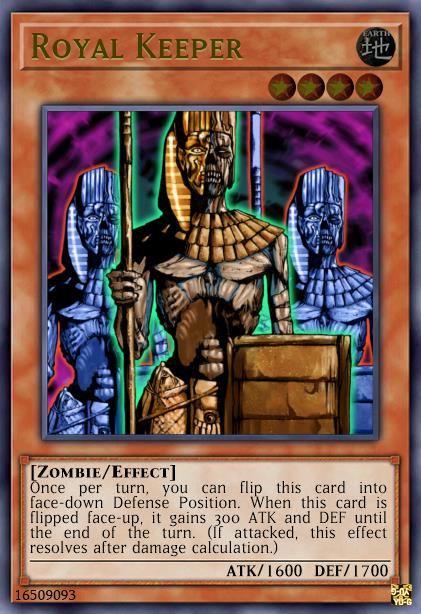 Royal Keeper
EARTH
地
[Zombie/Effect]
Once per turn, you can flip this card into
face-down Defense Position. When this card is
flipped face-up, it gains 300 ATK and DEF until
the end of the turn. (If attacked, this effect
resolves after damage calculation.)
ATK/1600 DEF/1700
16509093